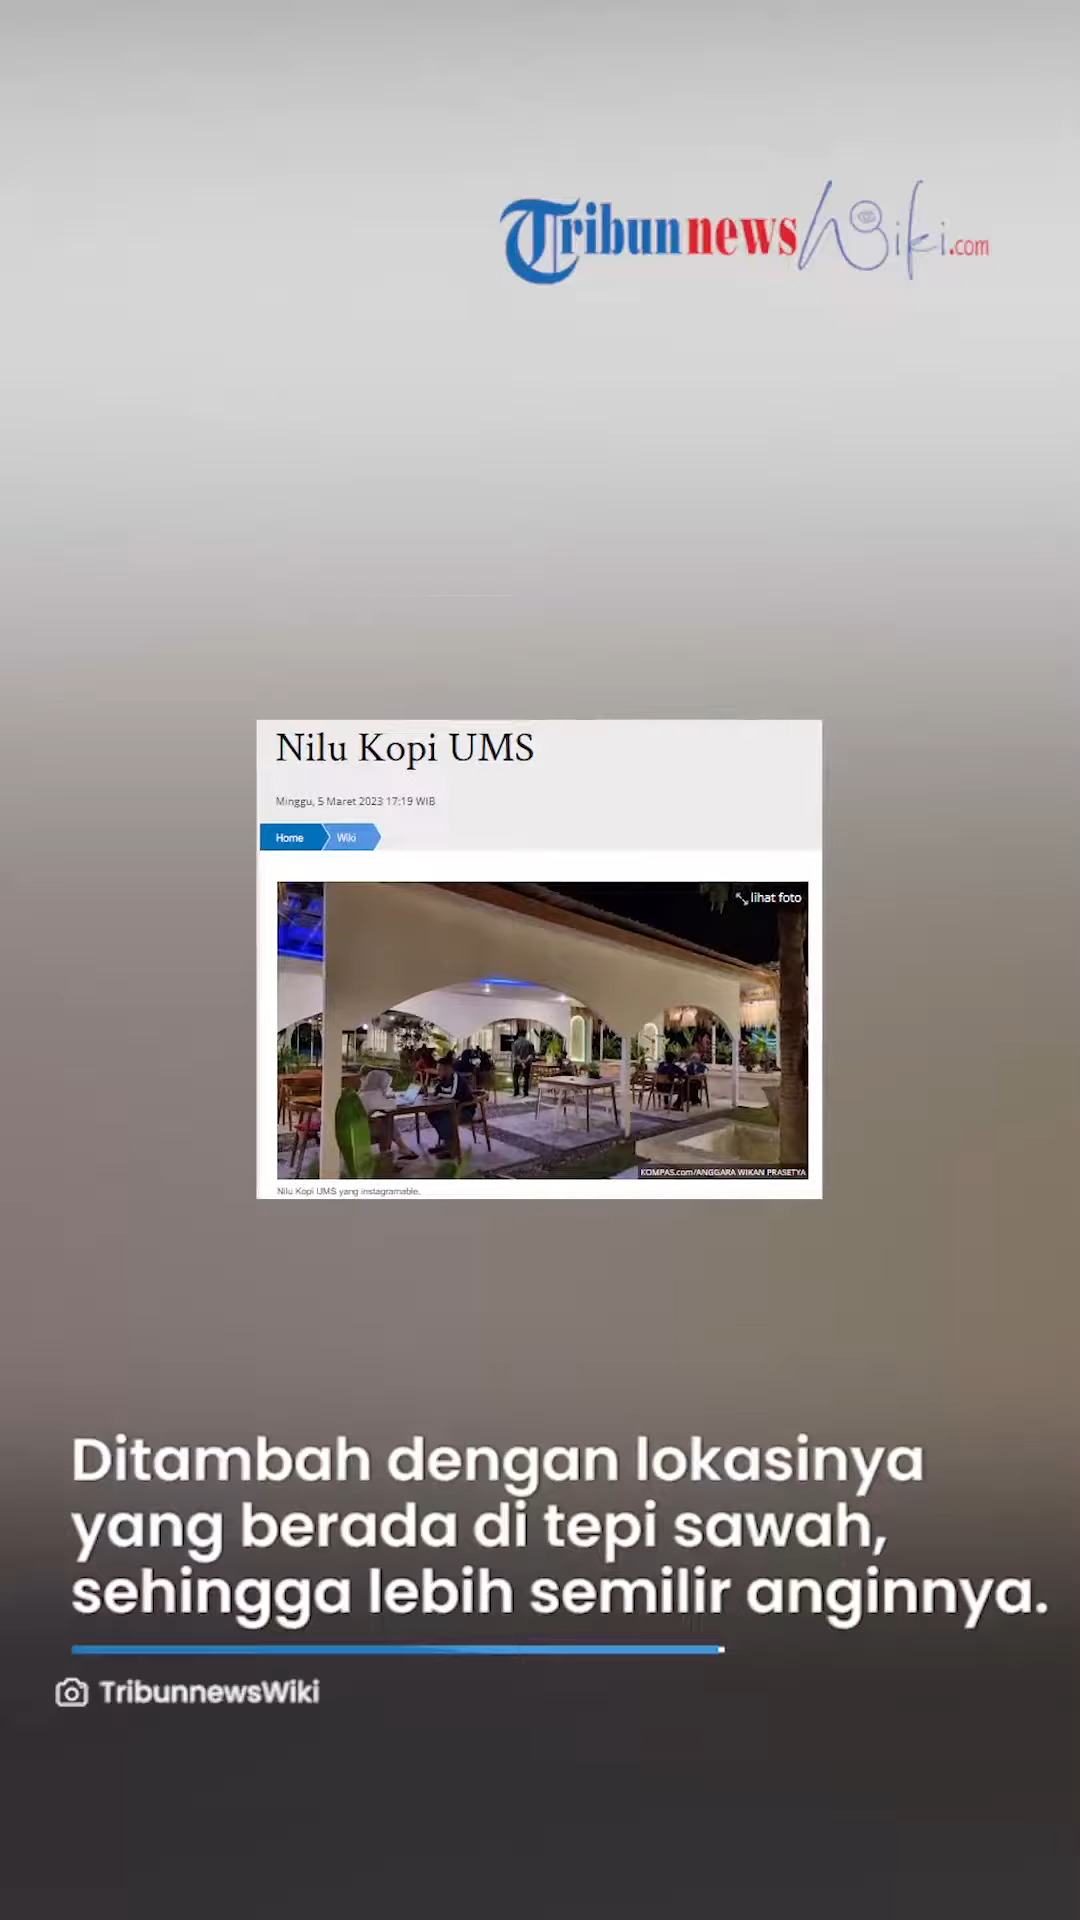 TribunnewsWiki.com
Nilu Kopi UMS
Minggu, 5 Maret 2023 17:19 WIB
Home Wiki
lihat foto
KOMPAS.com/ANGGARA WIKAN PRASETYA
Nilu Kopi UMS yang instagramable.
Ditambah dengan lokasinya
yang berada di tepi sawah,
sehingga lebih semilir anginnya.
TribunnewsWiki